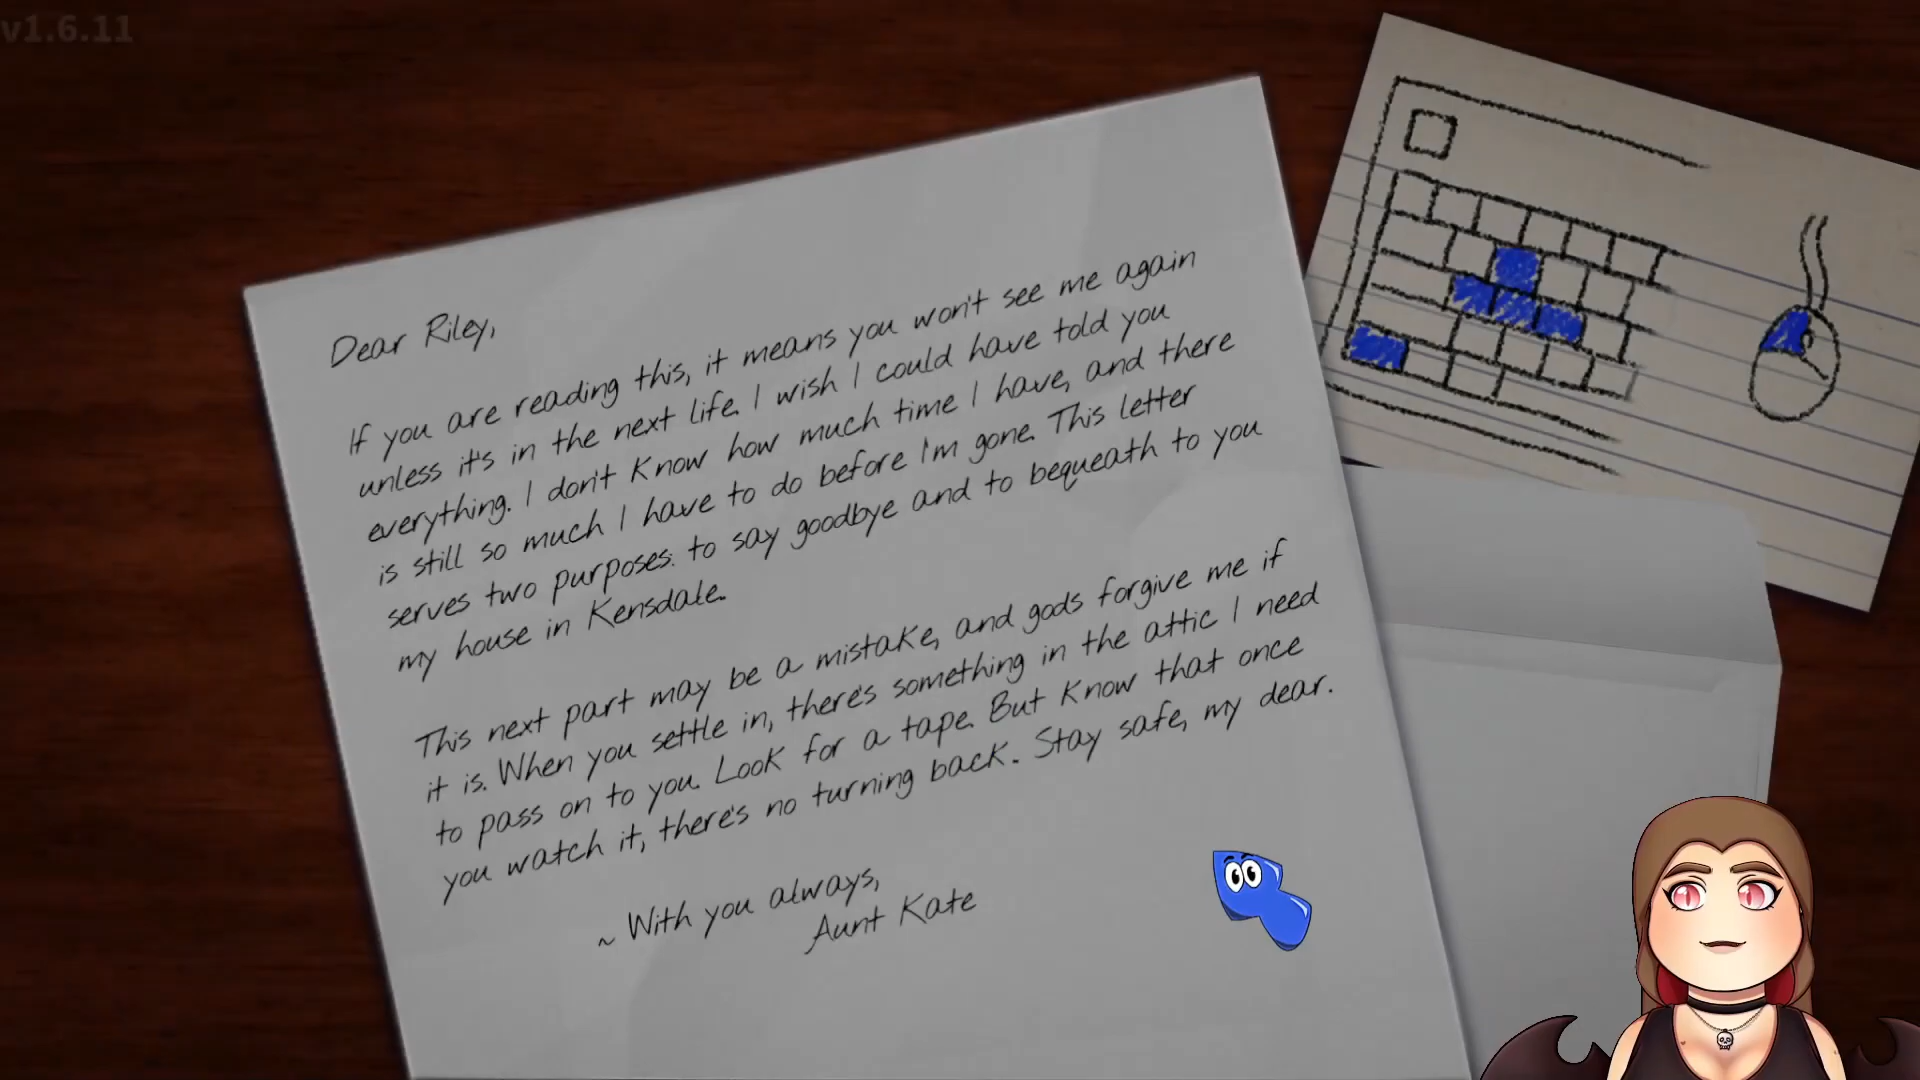 v1.6.11
Dear Riley,
If you are reading this, it means you won't see me again
unless it's in the next life. I wish I could have told you
everything. I don't know how much time I have, and there
is still so much I have to do before I'm gone. This letter
serves two purposes: to say goodbye and to bequeath to you
my house in Kensdale.
This next part may be a mistake, and gods forgive me if
it is. When you settle in, there's something in the attic I need
to pass on to you. Look for a tape. But know that once
you watch it, there's no turning back. Stay safe, my dear.
~ With you always,
Aunt Kate